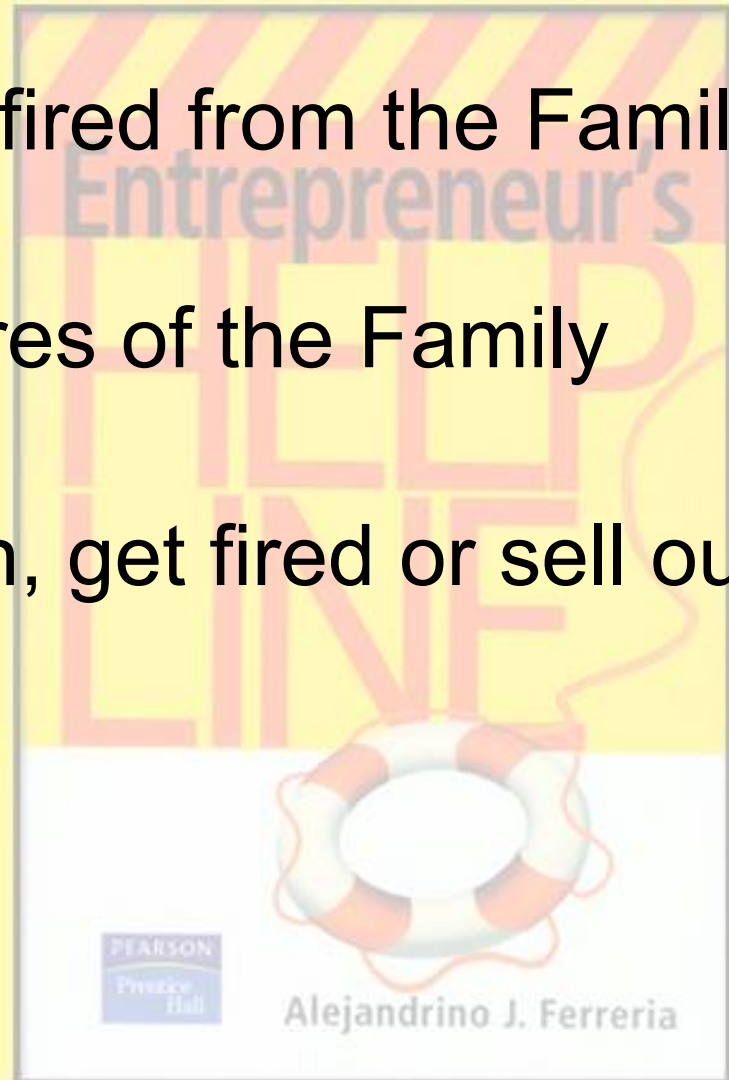 fired from the Famil
Entrepreneur's
HELP
res of the Family
LINE
, get fired or sell ou
PEARSON
Prentice
Hall
Alejandrino J. Ferreria